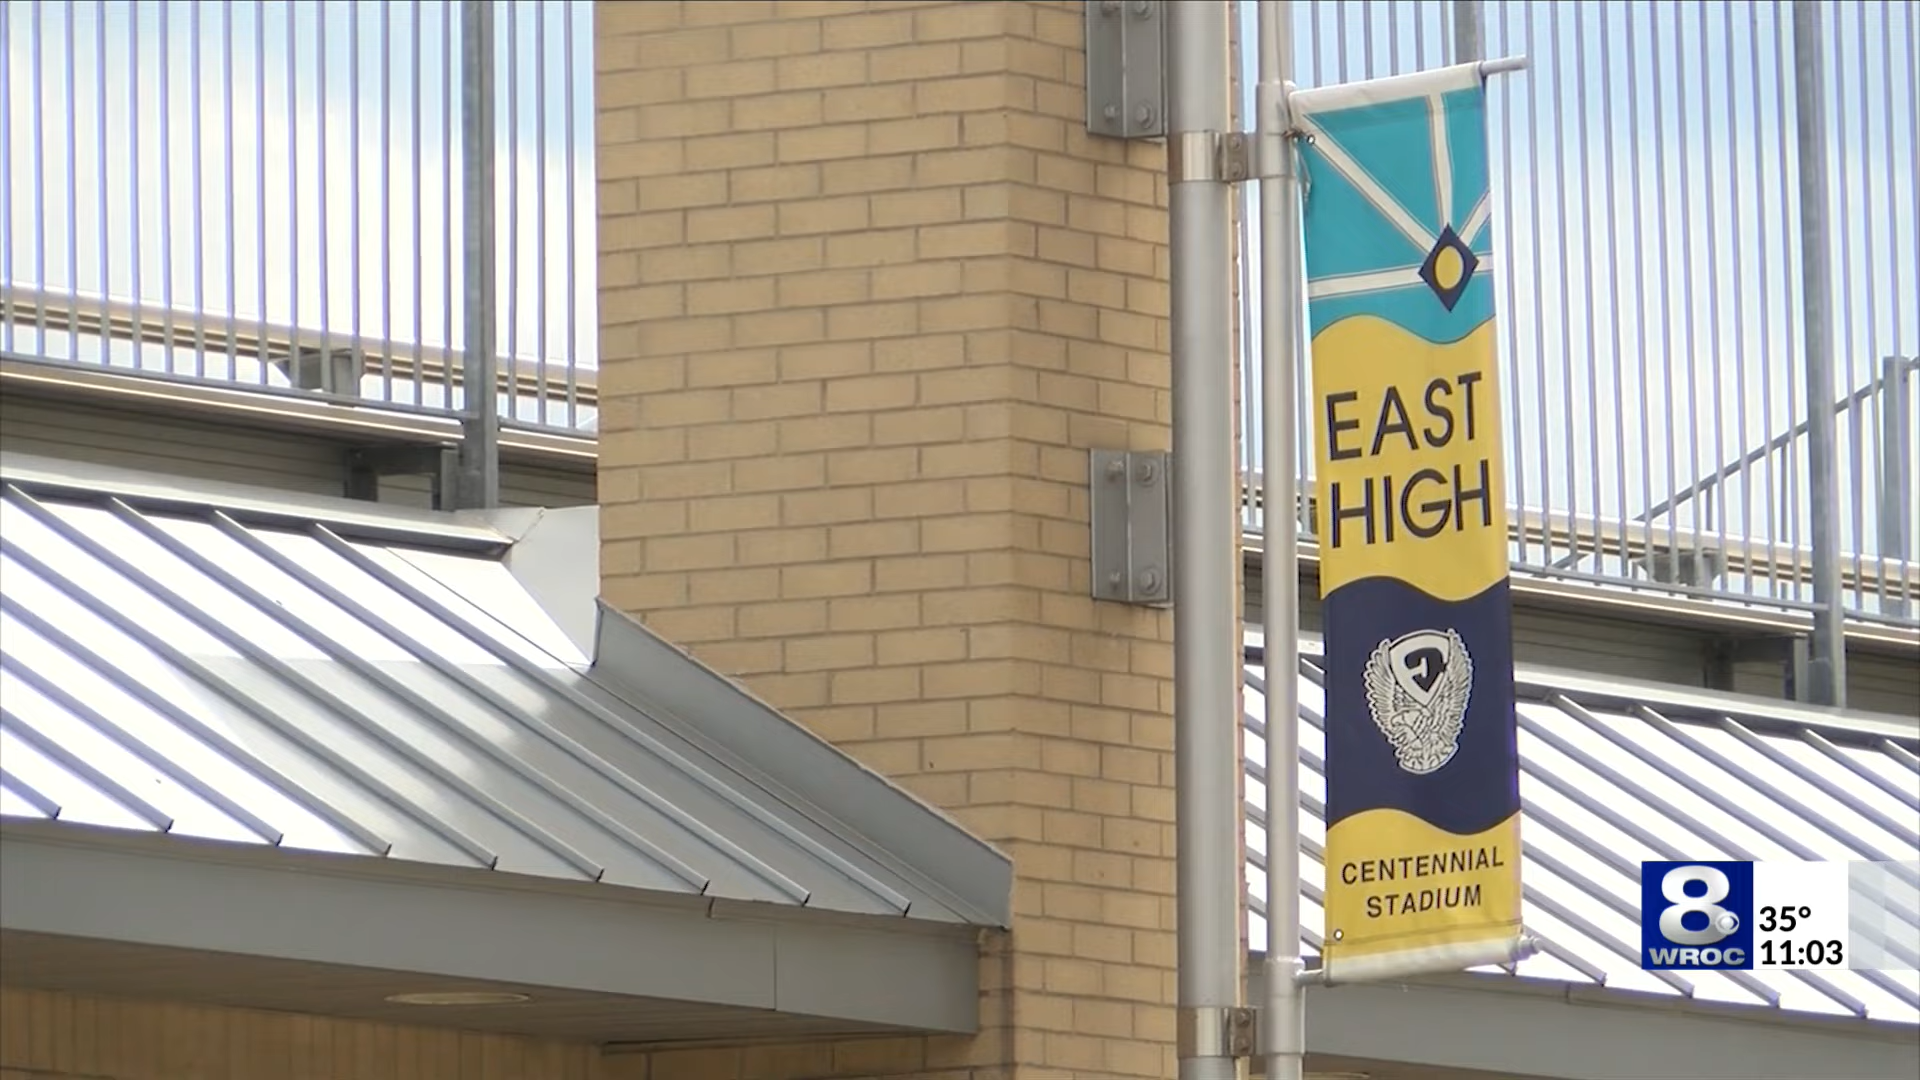 EAST
HIGH
CENTENNIAL
STADIUM
8
WROC
35°
11:03